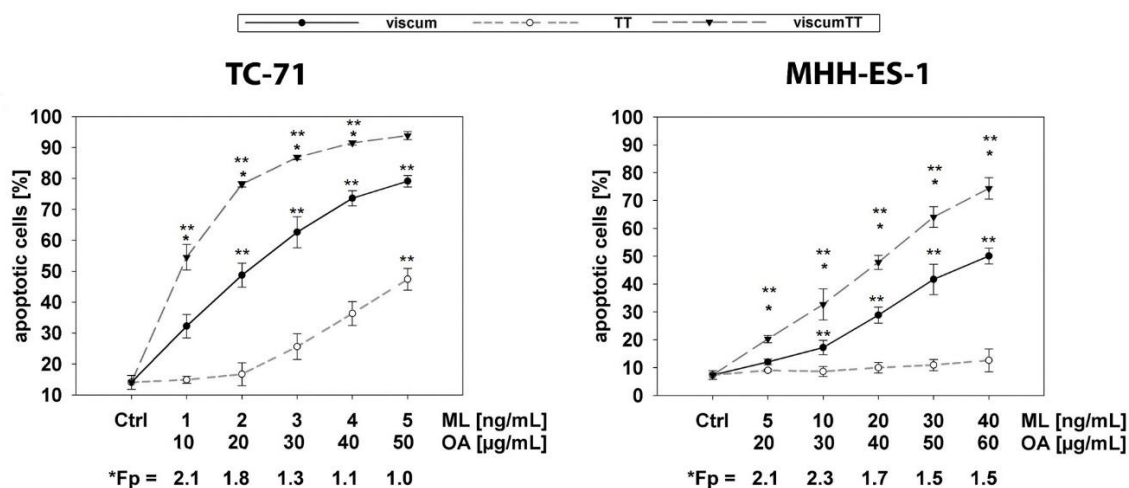 viscum TT viscumTT
TC-71
apoptotic cells [%]
100
90
80
70
60
50
40
30
20
10
** * ** * ** * ** *
** ** ** **
**
Ctrl 1 2 3 4 5 ML [ng/mL]
10 20 30 40 50 OA [µg/mL]
*Fp = 2.1 1.8 1.3 1.1 1.0
MHH-ES-1
apoptotic cells [%]
100
90
80
70
60
50
40
30
20
10
0
** * ** * ** * ** * ** *
** ** ** **
Ctrl 5 10 20 30 40 ML [ng/mL]
20 30 40 50 60 OA [µg/mL]
*Fp = 2.1 2.3 1.7 1.5 1.5